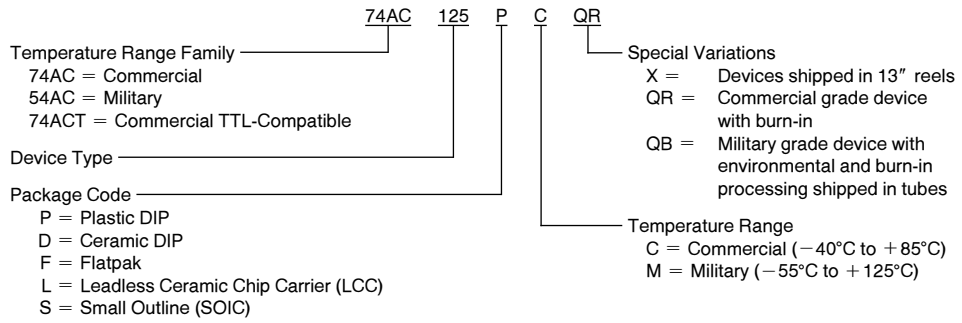 74AC 125 P C QR
Temperature Range Family
74AC = Commercial
54AC = Military
74ACT = Commercial TTL-Compatible
Device Type
Package Code
P = Plastic DIP
D = Ceramic DIP
F = Flatpak
L = Leadless Ceramic Chip Carrier (LCC)
S = Small Outline (SOIC)
Special Variations
X = Devices shipped in 13″ reels
QR = Commercial grade device
with burn-in
QB = Military grade device with
environmental and burn-in
processing shipped in tubes
Temperature Range
C = Commercial (−40°C to +85°C)
M = Military (−55°C to +125°C)